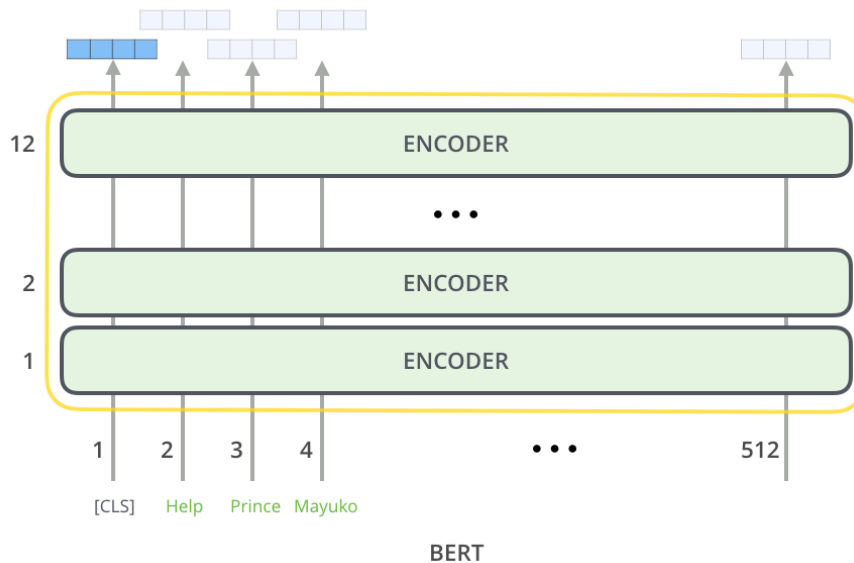 12 ENCODER
•••
2 ENCODER
1 ENCODER
1 2 3 4 ••• 512
[CLS] Help Prince Mayuko
BERT